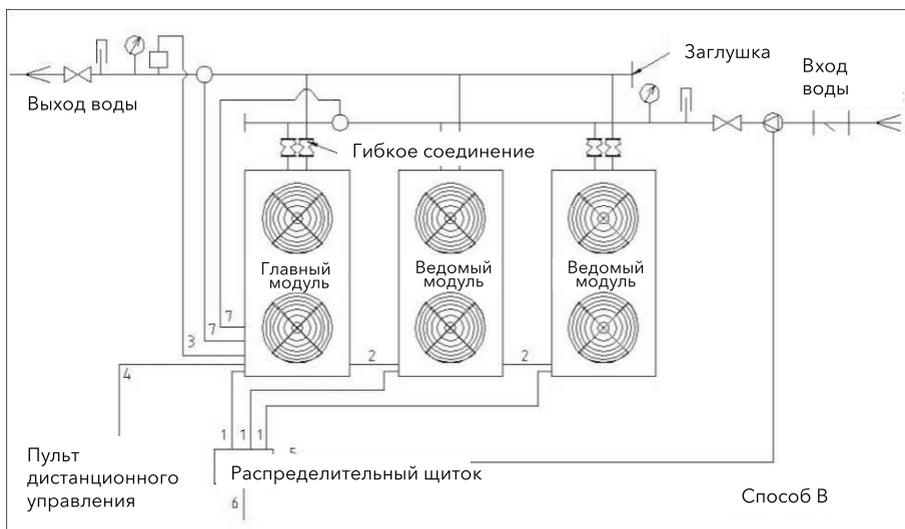 Заглушка
Вход
воды
Выход воды
Гибкое соединение
Главный
модуль
Ведомый
модуль
Ведомый
модуль
7
7
3
2
2
4
1
1
1
5
Пульт
дистанционного
управления
Распределительный щиток
6
Способ В